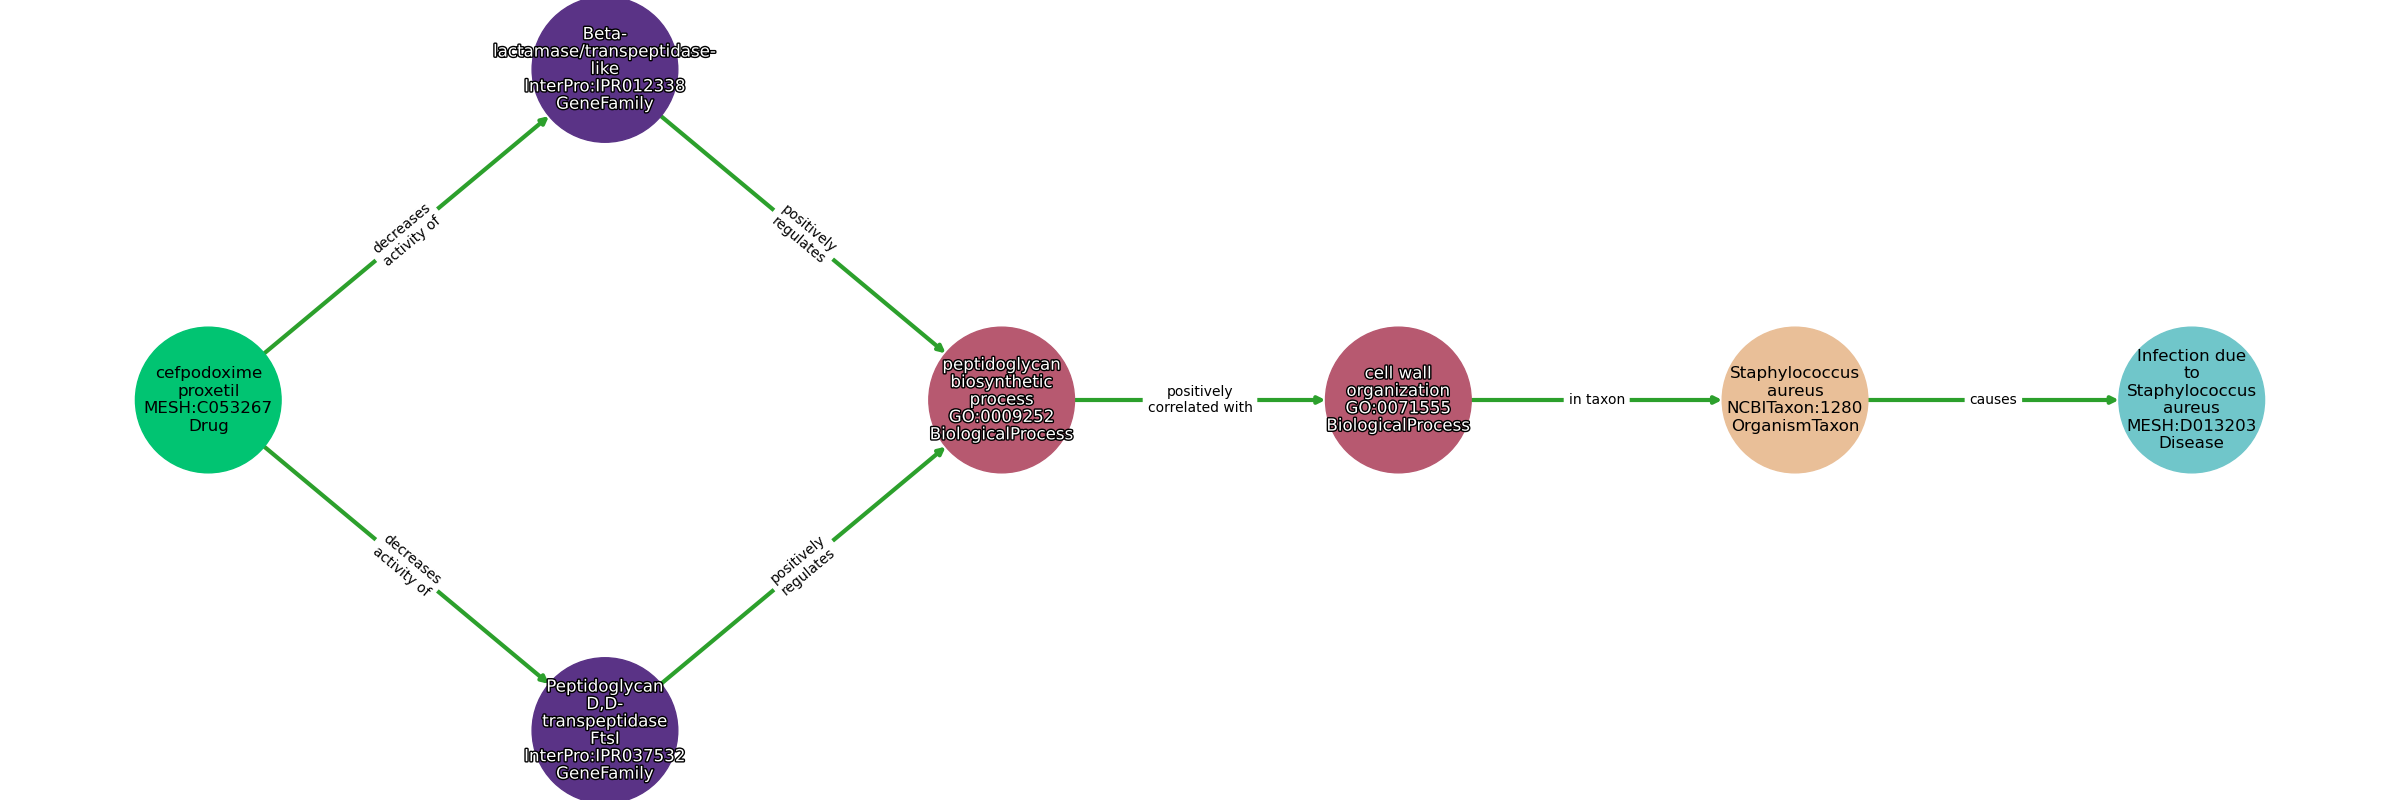 Beta-
lactamase/transpeptidase-
like
InterPro:IPR012338
GeneFamily
decreases
activity of
positively
regulates
cefpodoxime
proxetil
MESH:C053267
Drug
peptidoglycan
biosynthetic
process
GO:0009252
BiologicalProcess
positively
correlated with
cell wall
organization
GO:0071555
BiologicalProcess
in taxon
Staphylococcus
aureus
NCBITaxon:1280
OrganismTaxon
causes
Infection due
to
Staphylococcus
aureus
MESH:D013203
Disease
decreases
activity of
positively
regulates
Peptidoglycan
D,D-
transpeptidase
FtsI
InterPro:IPR037532
GeneFamily